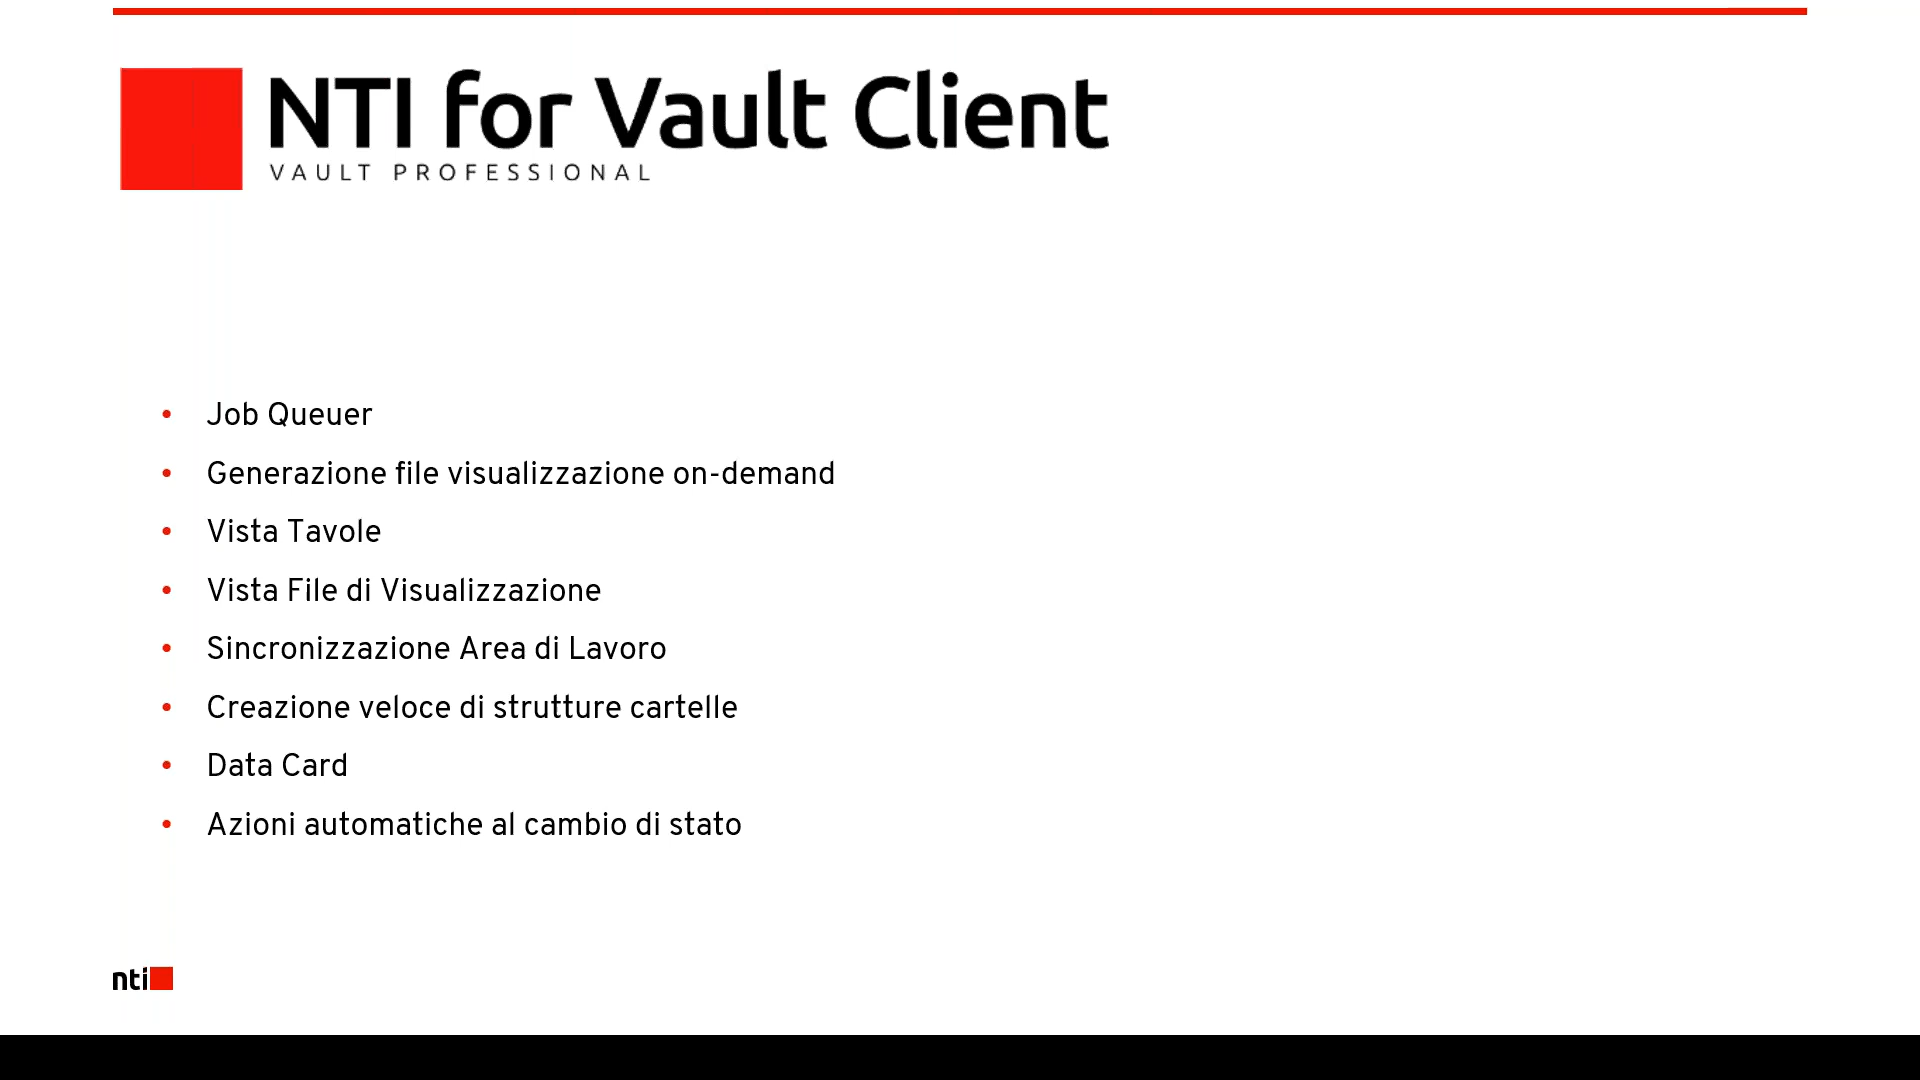 NTI for Vault Client
VAULT PROFESSIONAL
• Job Queuer
• Generazione file visualizzazione on-demand
• Vista Tavole
• Vista File di Visualizzazione
• Sincronizzazione Area di Lavoro
• Creazione veloce di strutture cartelle
• Data Card
• Azioni automatiche al cambio di stato
nti